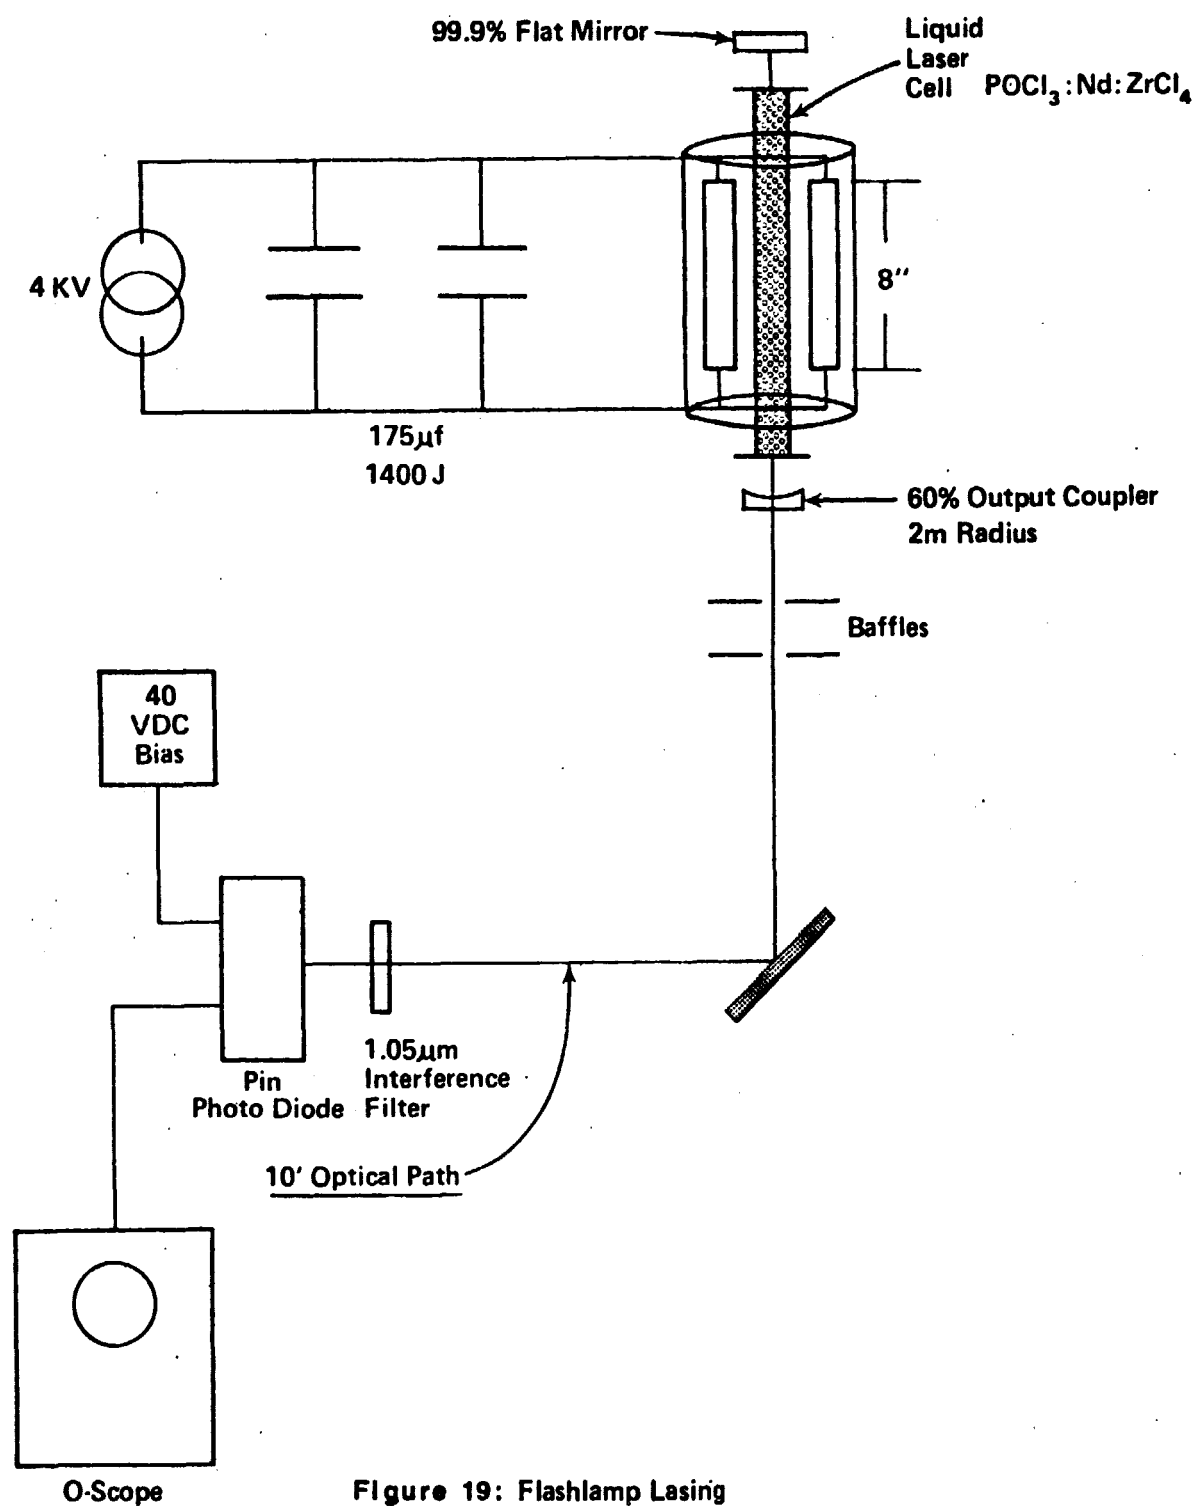 99.9% Flat Mirror
Liquid
Laser
Cell POCl₃:Nd:ZrCl₄
4 KV
8"
175µf
1400 J
60% Output Coupler
2m Radius
Baffles
40
VDC
Bias
1.05µm
Interference
Filter
Pin
Photo Diode
10' Optical Path
O-Scope
Figure 19: Flashlamp Lasing